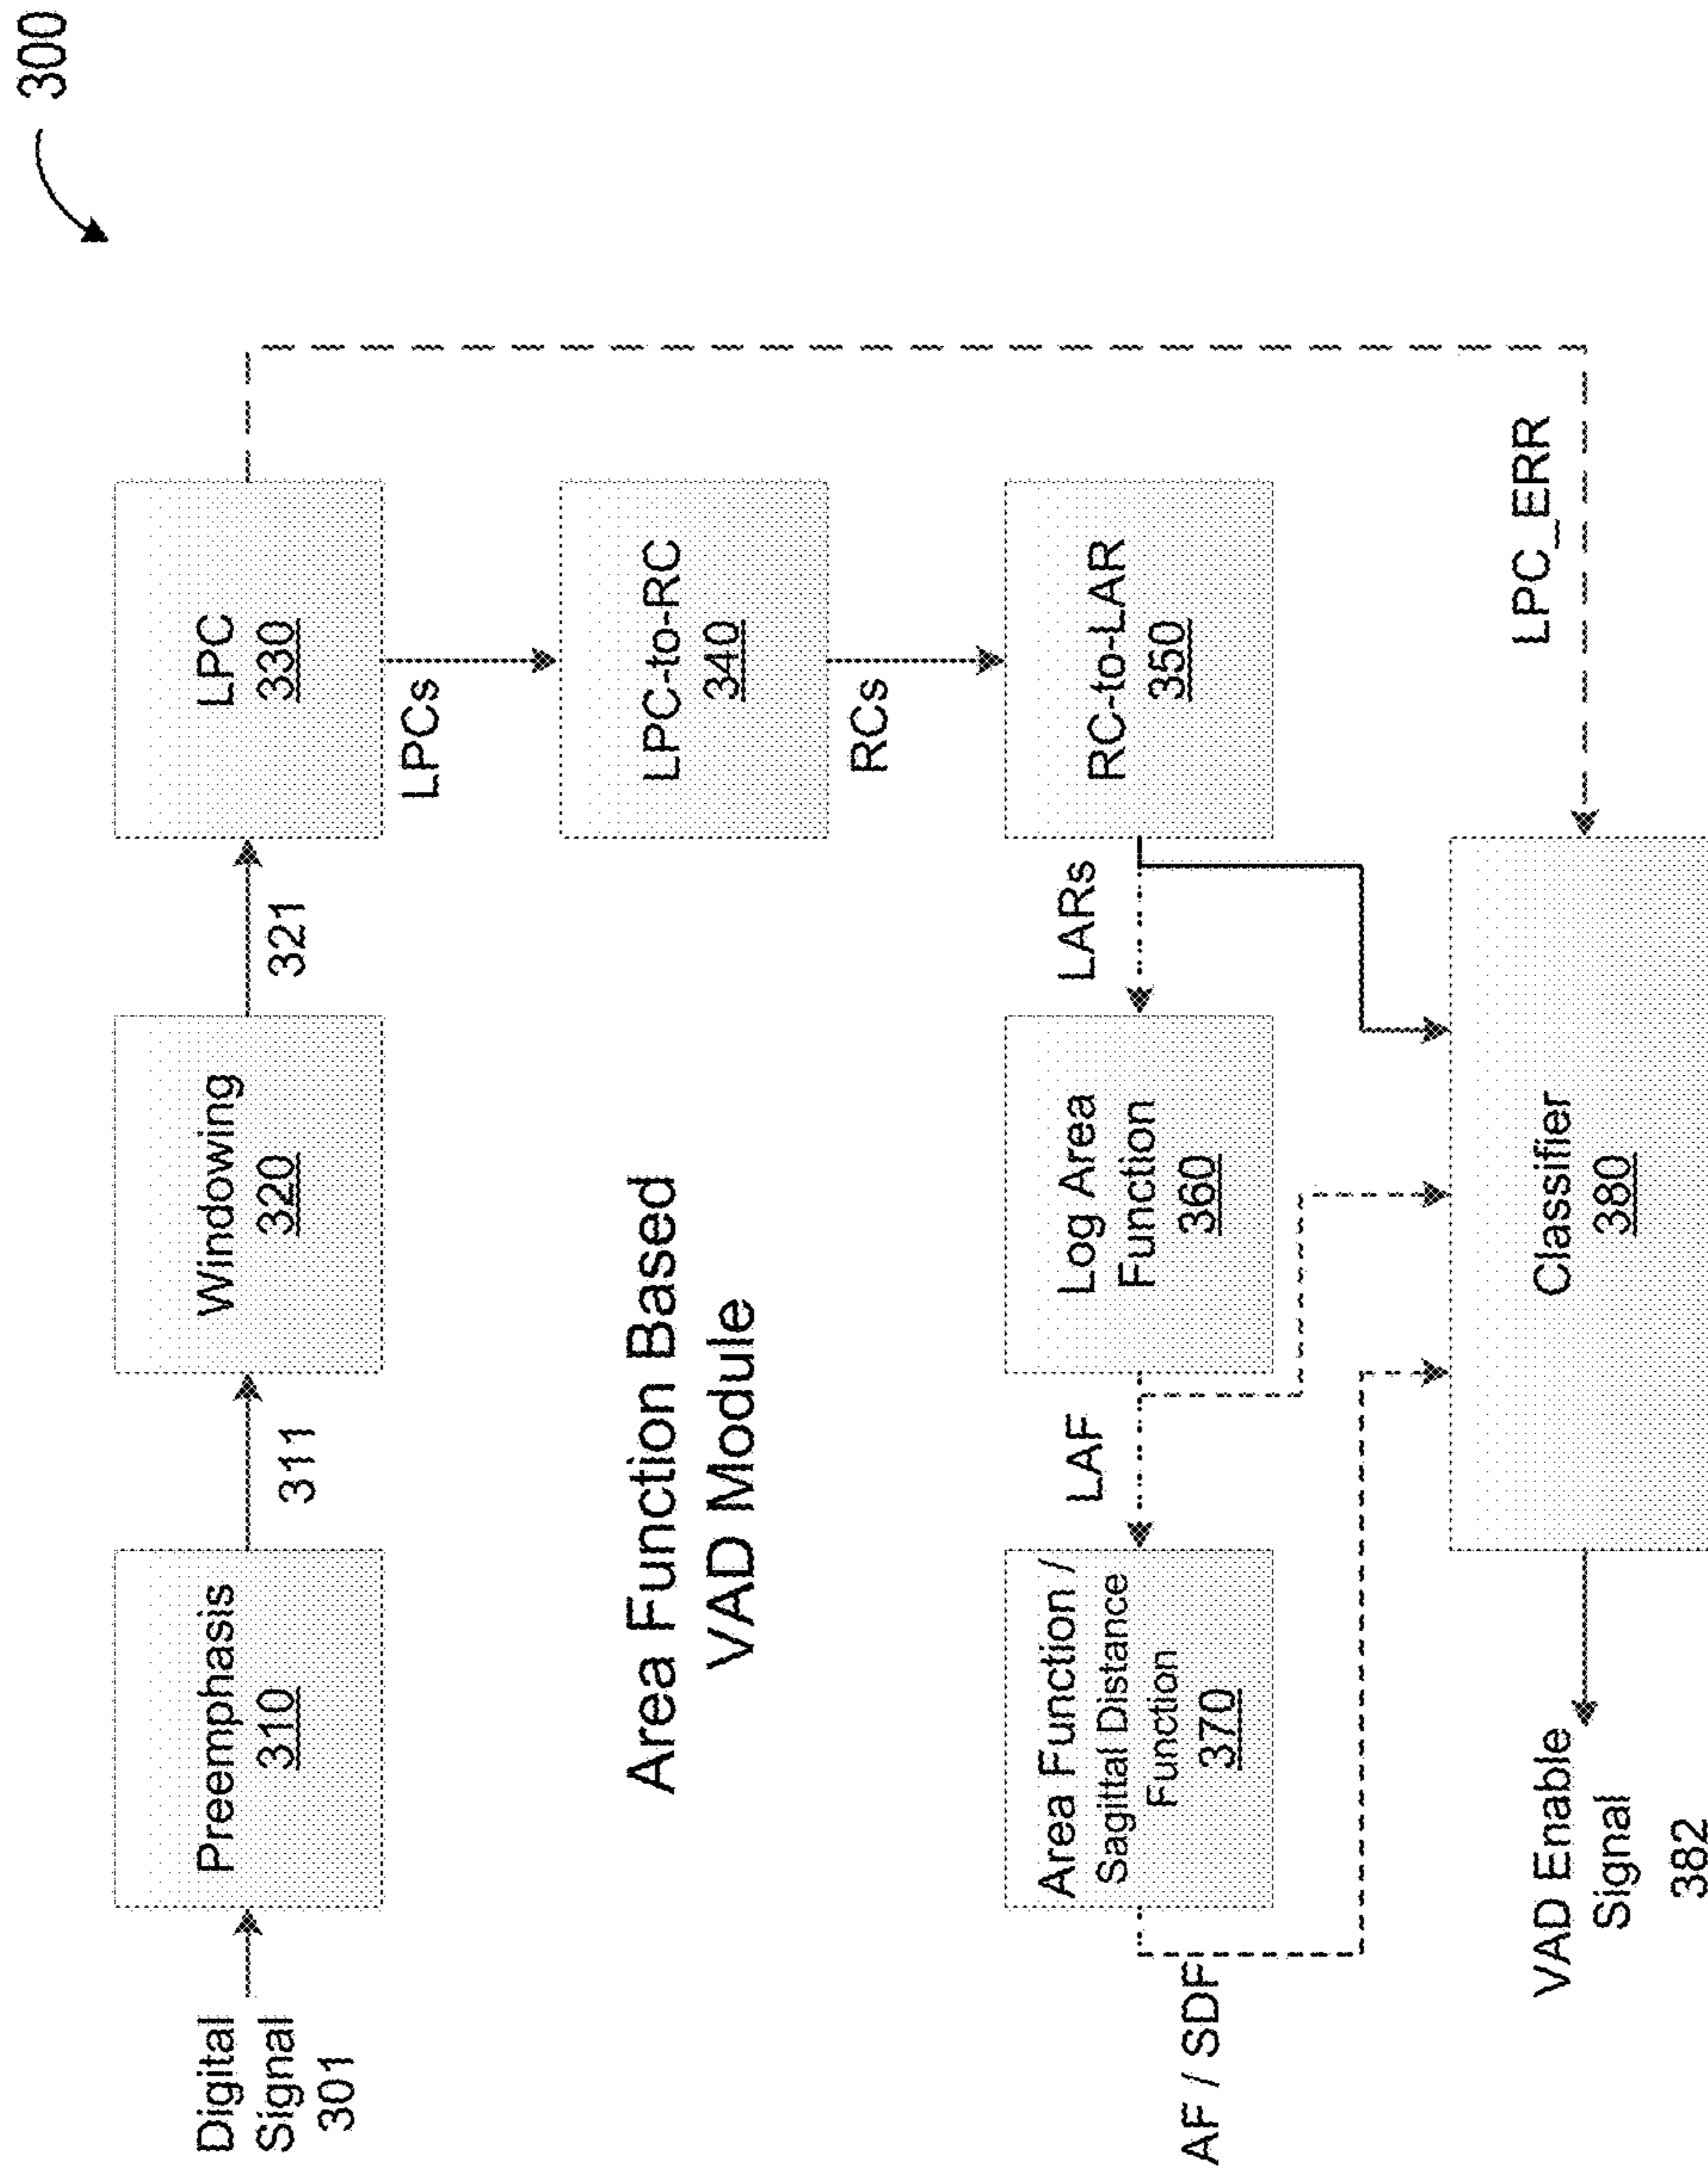 300
Digital
Signal
301
Preemphasis
310
311
Windowing
320
321
LPC
330
LPCs
LPC-to-RC
340
RCs
RC-to-LAR
350
Area Function Based
VAD Module
LARs
Log Area
Function
360
LAF
Area Function /
Sagittal Distance
Function
370
AF / SDF
LPC_ERR
Classifier
380
VAD Enable
Signal
382